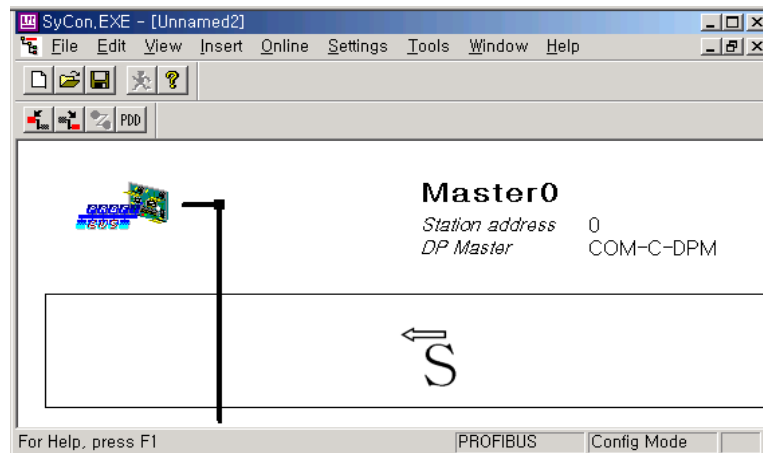 SyCon.EXE - [Unnamed2]
File Edit View Insert Online Settings Tools Window Help
PDD
Master0
Station address 0
DP Master COM-C-DPM
S
For Help, press F1 PROFIBUS Config Mode